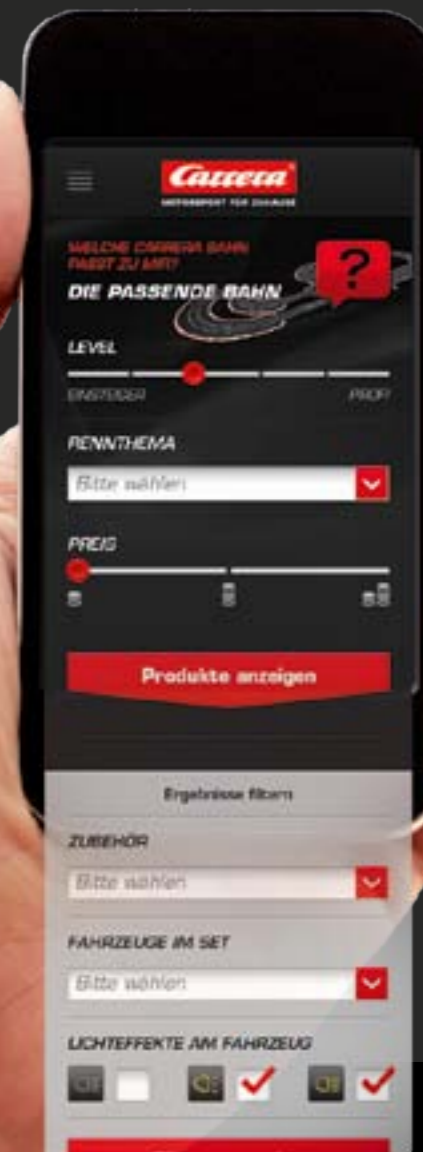 Carrera
MOTORSPORT FÜR ZUHAUSE
WELCHE CARRERA BAHN
PASST ZU MIR?
DIE PASSENDE BAHN
?
LEVEL
EINSTEIGER PROFI
RENNTHEMA
Bitte wählen
PREIS
Produkte anzeigen
Ergebnisse filtern
ZUBEHÖR
Bitte wählen
FAHRZEUGE IM SET
Bitte wählen
LICHTEFFEKTE AM FAHRZEUG